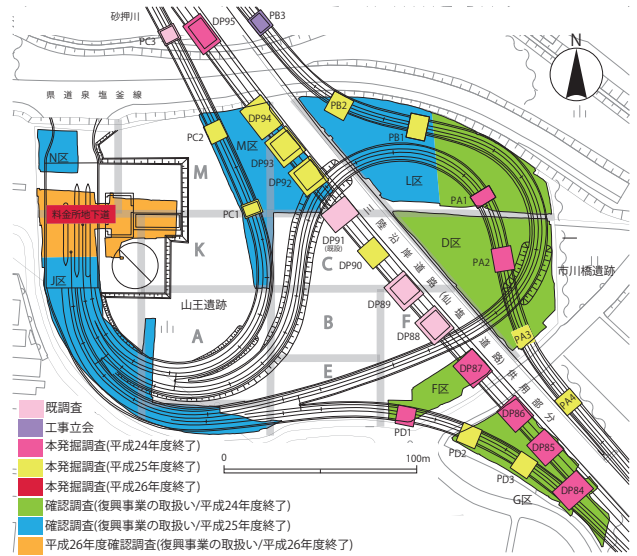 砂押川
PC3
DP95
PB3
N
県道泉塩釜線
PB2
PB1
DP94
PC2
M区
DP93
DP92
L区
N区
M
PA1
料金所地下道
PC1
DP91
(既設)
D区
K
C
DP90
PA2
市川橋遺跡
三陸沿岸道路(仙塩道路)供用部分
J区
山王遺跡
DP89
A
B
F
DP88
PA3
E
DP87
F区
PA4
DP86
PD1
PD2
DP85
PD3
DP84
G区
0
100m
既調査
工事立会
本発掘調査(平成24年度終了)
本発掘調査(平成25年度終了)
本発掘調査(平成26年度終了)
確認調査(復興事業の取扱い/平成24年度終了)
確認調査(復興事業の取扱い/平成25年度終了)
平成26年度確認調査(復興事業の取扱い/平成26年度終了)